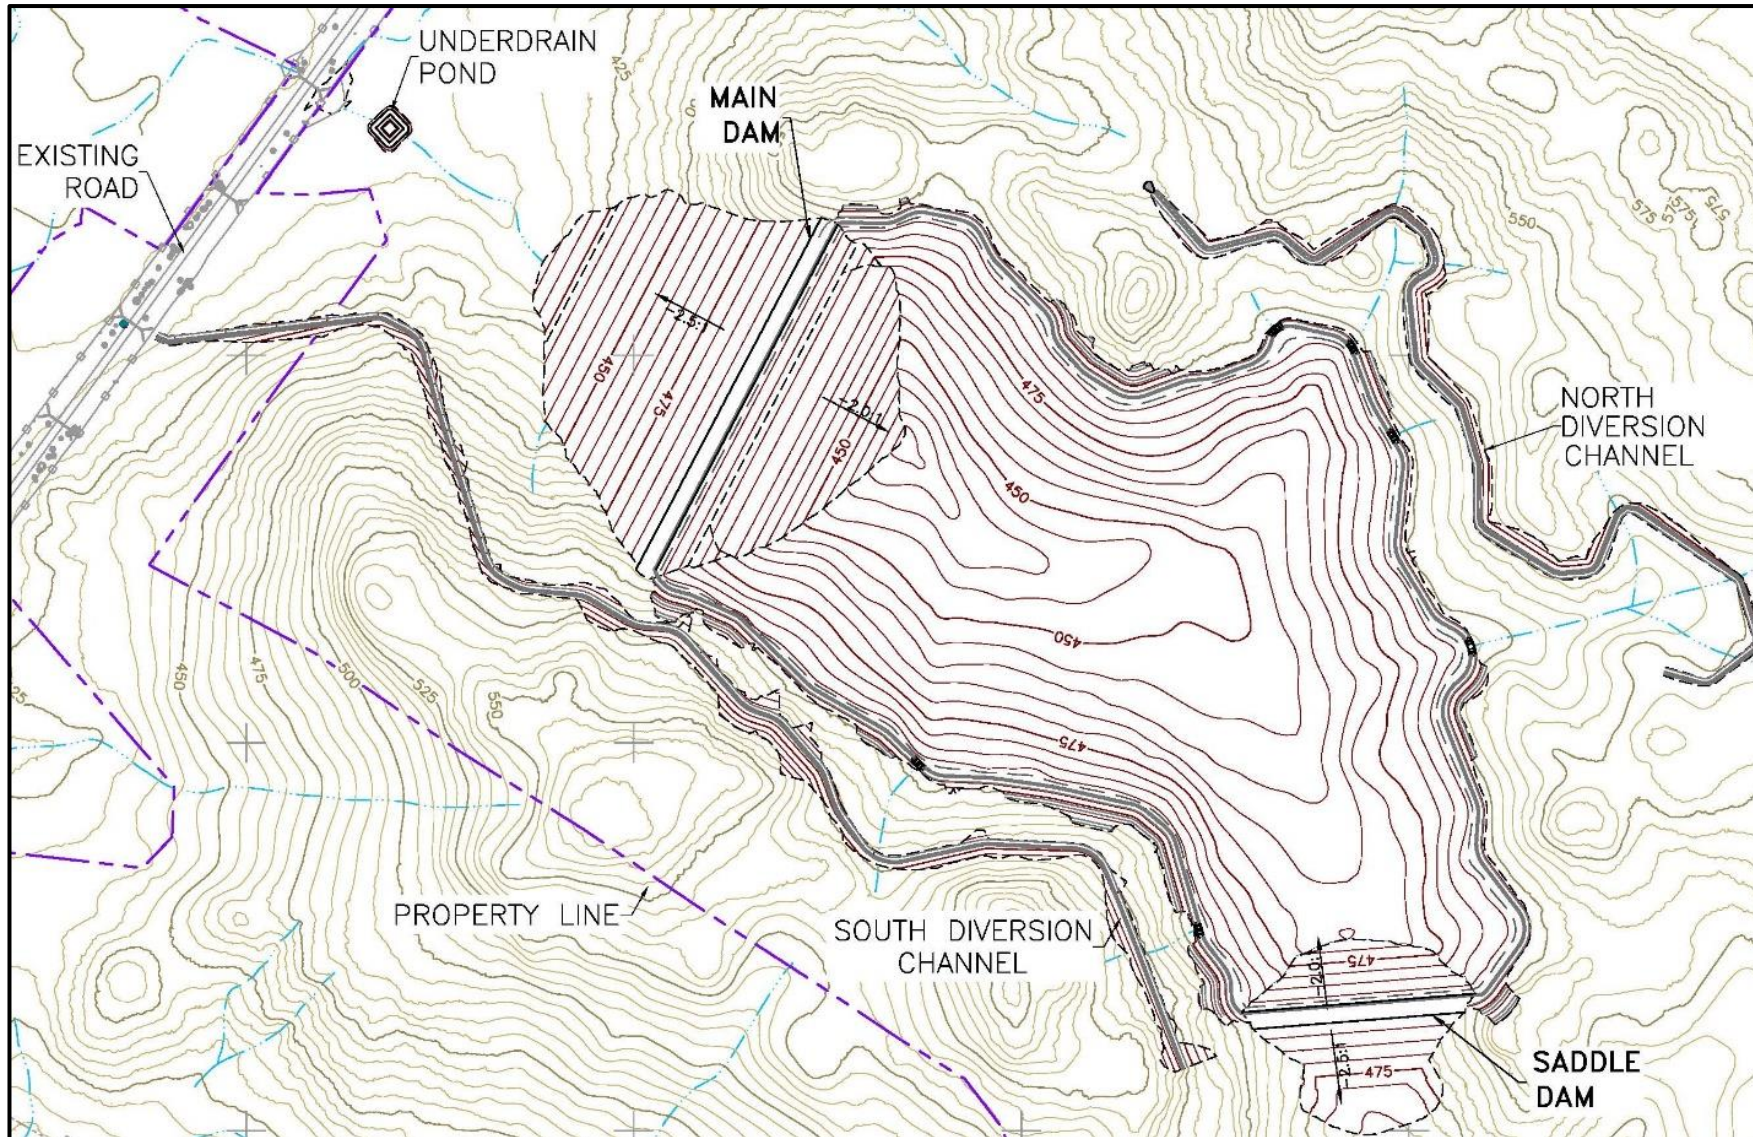 UNDERDRAIN
POND
425
MAIN
DAM
EXISTING
ROAD
550
575
575
575
575
-2.5:1
450
475
475
-2.0:1
450
450
NORTH
DIVERSION
CHANNEL
450
450
475
500
525
550
475
PROPERTY LINE
SOUTH DIVERSION
CHANNEL
475
-2.0:1
-2.5:1
475
SADDLE
DAM